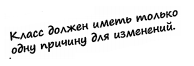 Класс должен иметь только
одну причину для изменений.